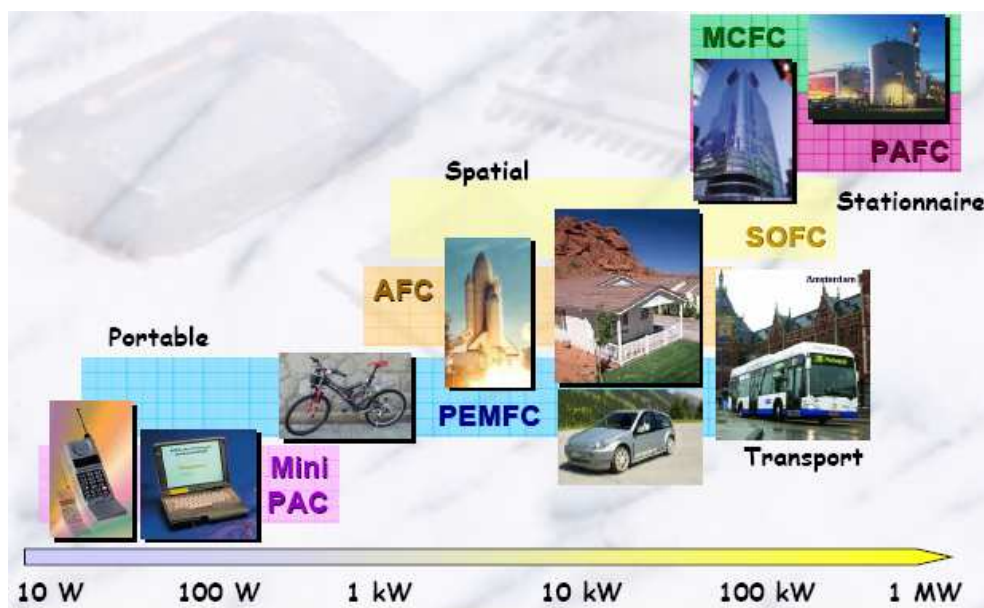 MCFC
PAFC
Spatial
Stationnaire
SOFC
AFC
Amsterdam
Portable
PEMFC
Transport
Mini
PAC
10 W 100 W 1 kW 10 kW 100 kW 1 MW